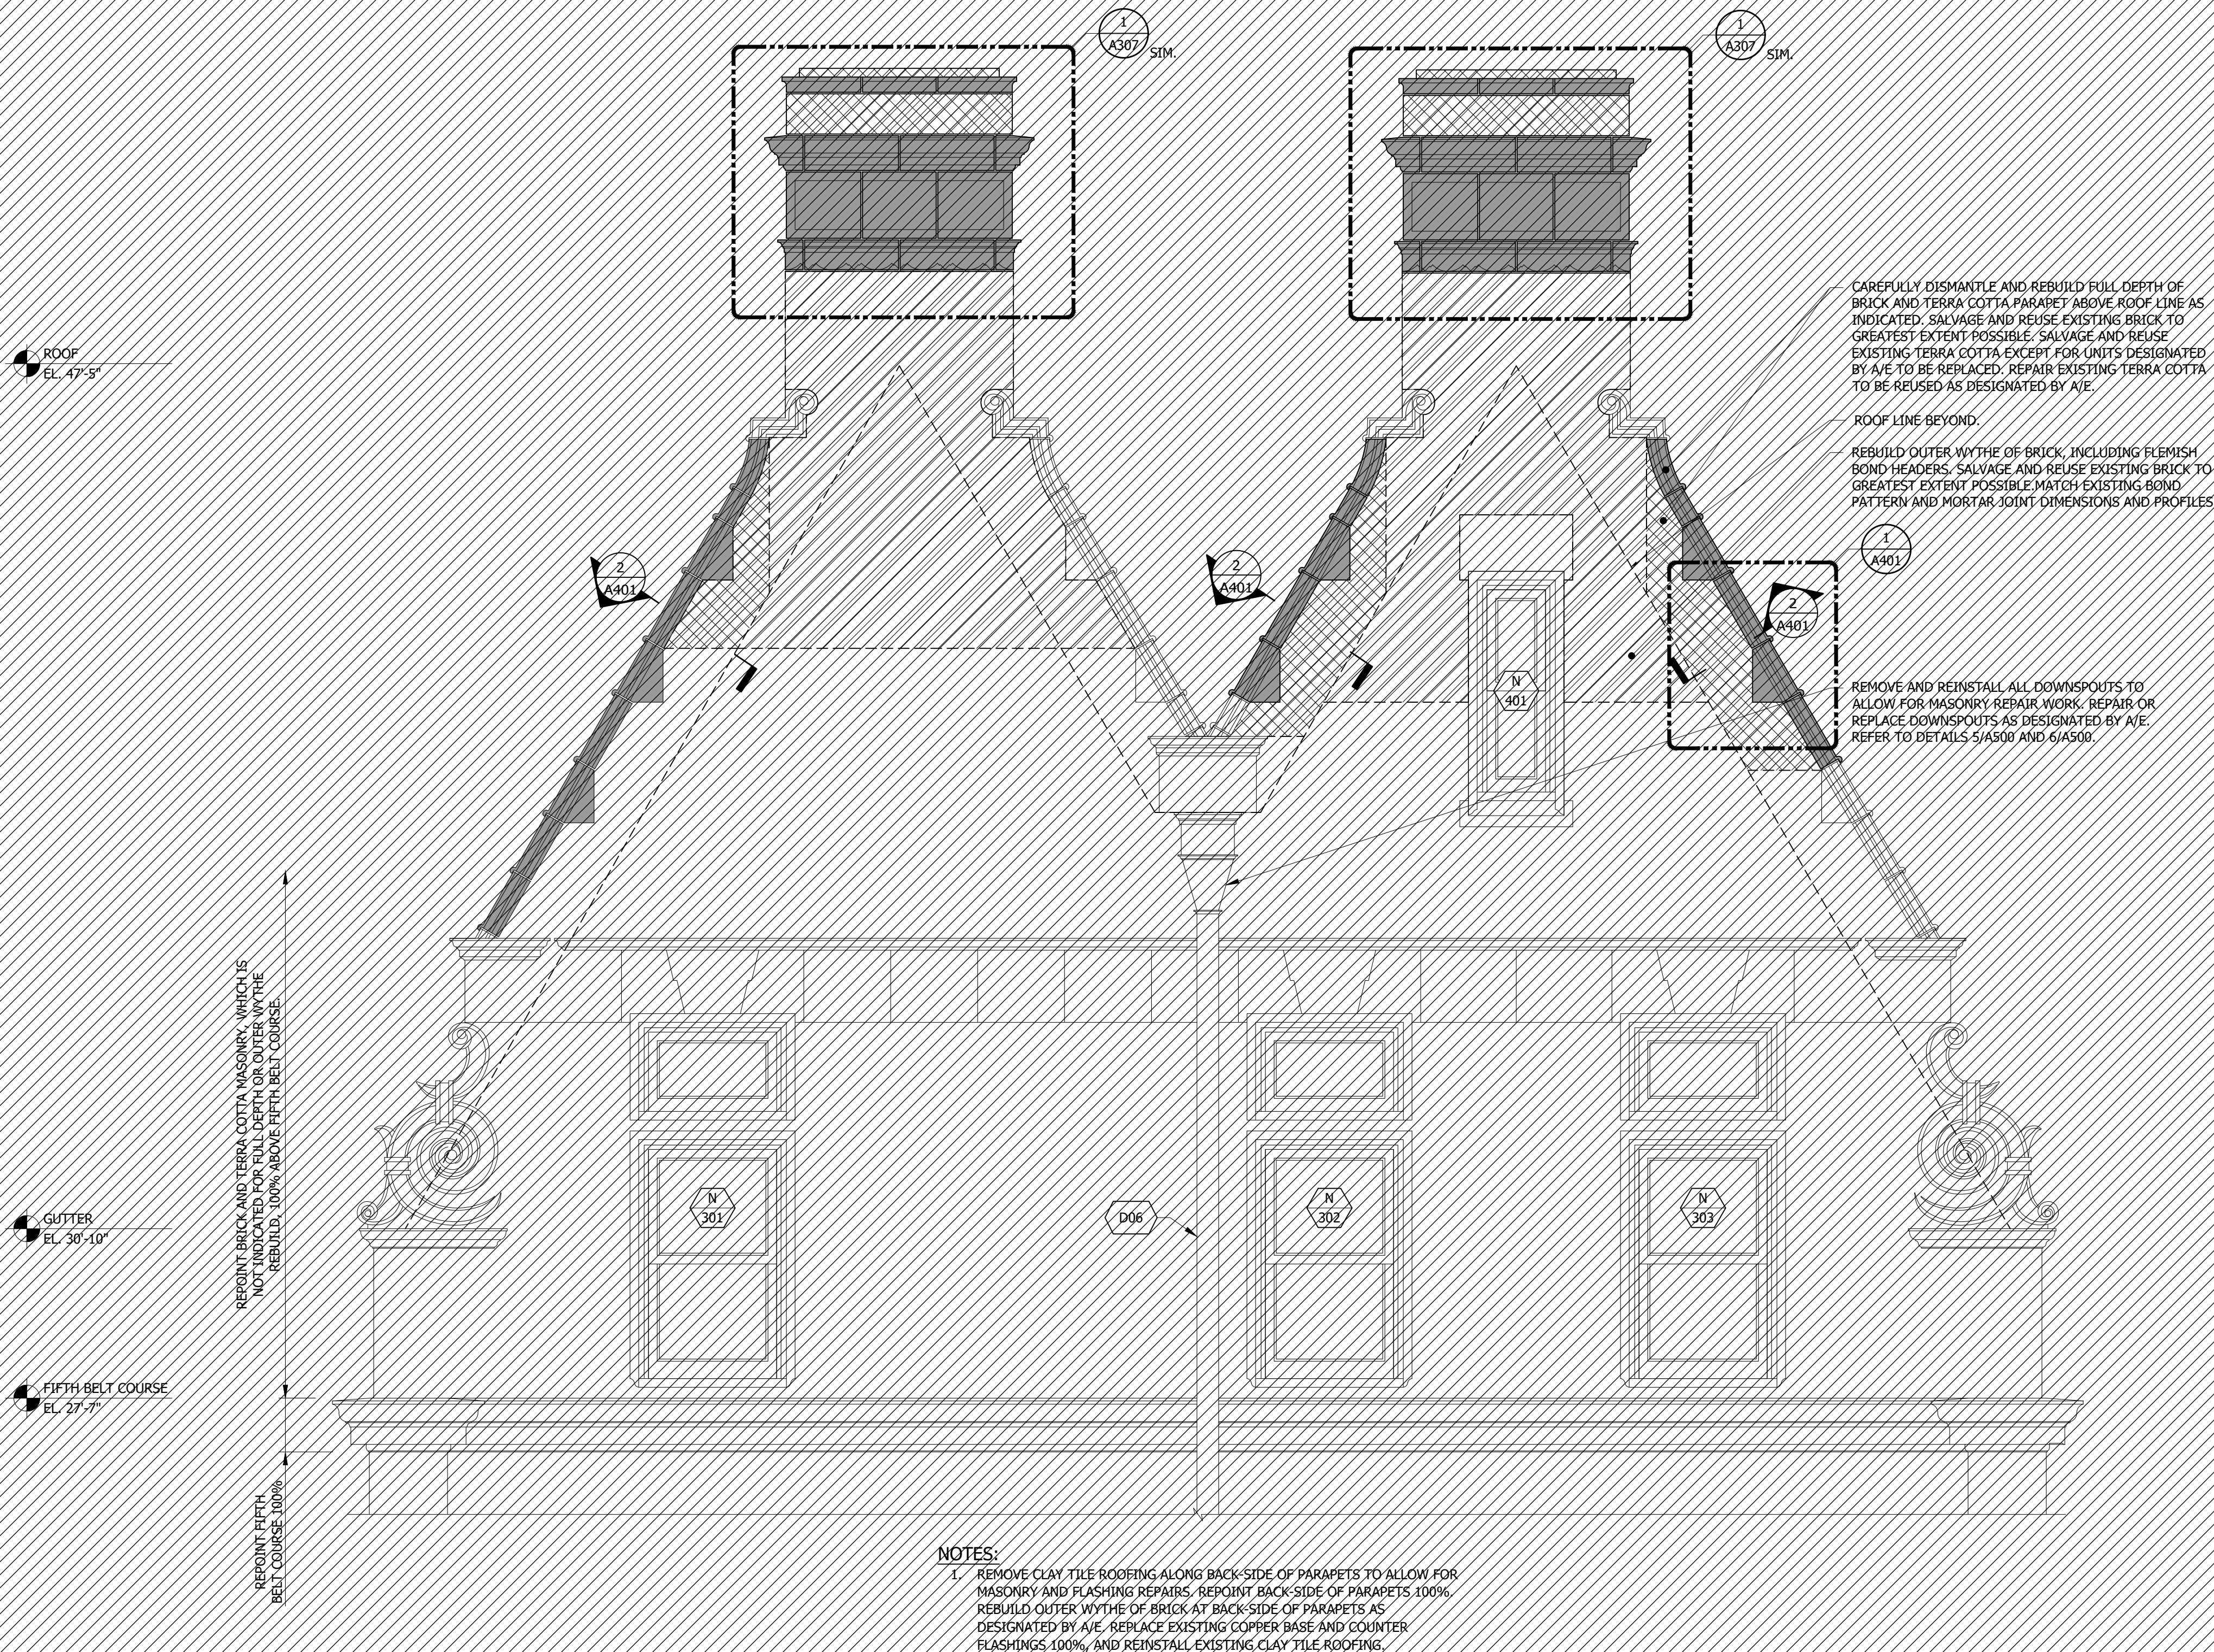 1
A307
SIM.
1
A307
SIM.
CAREFULLY DISMANTLE AND REBUILD FULL DEPTH OF
BRICK AND TERRA COTTA PARAPET ABOVE ROOF LINE AS
INDICATED. SALVAGE AND REUSE EXISTING BRICK TO
GREATEST EXTENT POSSIBLE. SALVAGE AND REUSE
EXISTING TERRA COTTA EXCEPT FOR UNITS DESIGNATED
BY A/E TO BE REPLACED. REPAIR EXISTING TERRA COTTA
TO BE REUSED AS DESIGNATED BY A/E.
ROOF
EL. 47'-5"
ROOF LINE BEYOND.
REBUILD OUTER WYTHE OF BRICK, INCLUDING FLEMISH
BOND HEADERS. SALVAGE AND REUSE EXISTING BRICK TO
GREATEST EXTENT POSSIBLE.MATCH EXISTING BOND
PATTERN AND MORTAR JOINT DIMENSIONS AND PROFILES
1
A401
2
A401
2
A401
2
A401
N
401
REMOVE AND REINSTALL ALL DOWNSPOUTS TO
ALLOW FOR MASONRY REPAIR WORK. REPAIR OR
REPLACE DOWNSPOUTS AS DESIGNATED BY A/E.
REFER TO DETAILS 5/A500 AND 6/A500.
REPOINT BRICK AND TERRA COTTA MASONRY, WHICH IS
NOT INDICATED FOR FULL DEPTH OR OUTER WYTHE
REBUILD, 100% ABOVE FIFTH BELT COURSE.
N
301
D06
N
302
N
303
GUTTER
EL. 30'-10"
FIFTH BELT COURSE
EL. 27'-7"
REPOINT FIFTH
BELT COURSE 100%
NOTES:
1. REMOVE CLAY TILE ROOFING ALONG BACK-SIDE OF PARAPETS TO ALLOW FOR
MASONRY AND FLASHING REPAIRS. REPOINT BACK-SIDE OF PARAPETS 100%.
REBUILD OUTER WYTHE OF BRICK AT BACK-SIDE OF PARAPETS AS
DESIGNATED BY A/E. REPLACE EXISTING COPPER BASE AND COUNTER
FLASHINGS 100%, AND REINSTALL EXISTING CLAY TILE ROOFING.